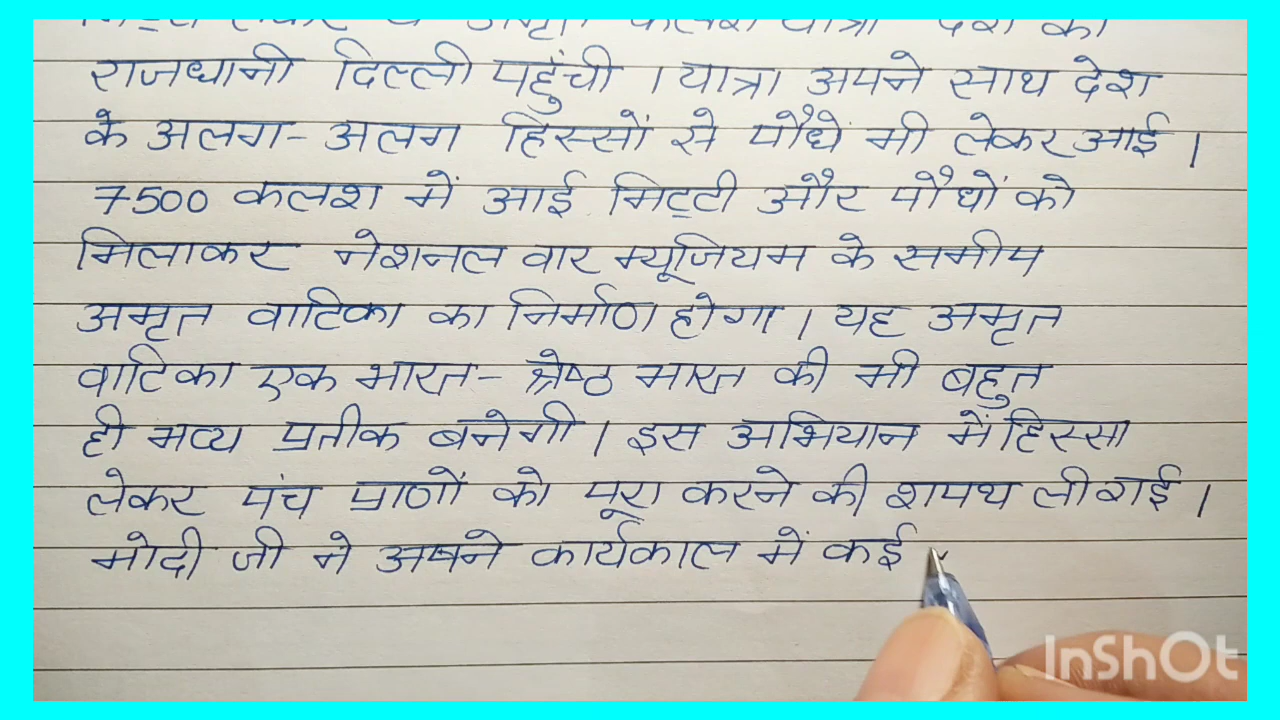 यात्रा देश की
राजधानी दिल्ली पहुंची । यात्रा अपने साथ देश
के अलग-अलग हिस्सों से पौधें भी लेकर आई ।
7500 कलश में आई मिट्टी और पौधों को
मिलाकर नेशनल वार म्यूजियम के समीप
अमृत वाटिका का निर्माण होगा । यह अमृत
वाटिका एक भारत- श्रेष्ठ भारत की भी बहुत
ही भव्य प्रतीक बनेगी । इस अभियान में हिस्सा
लेकर पंच प्राणों को पूरा करने की शपथ ली गई ।
मोदी जी ने अपने कार्यकाल में कई
InShOt